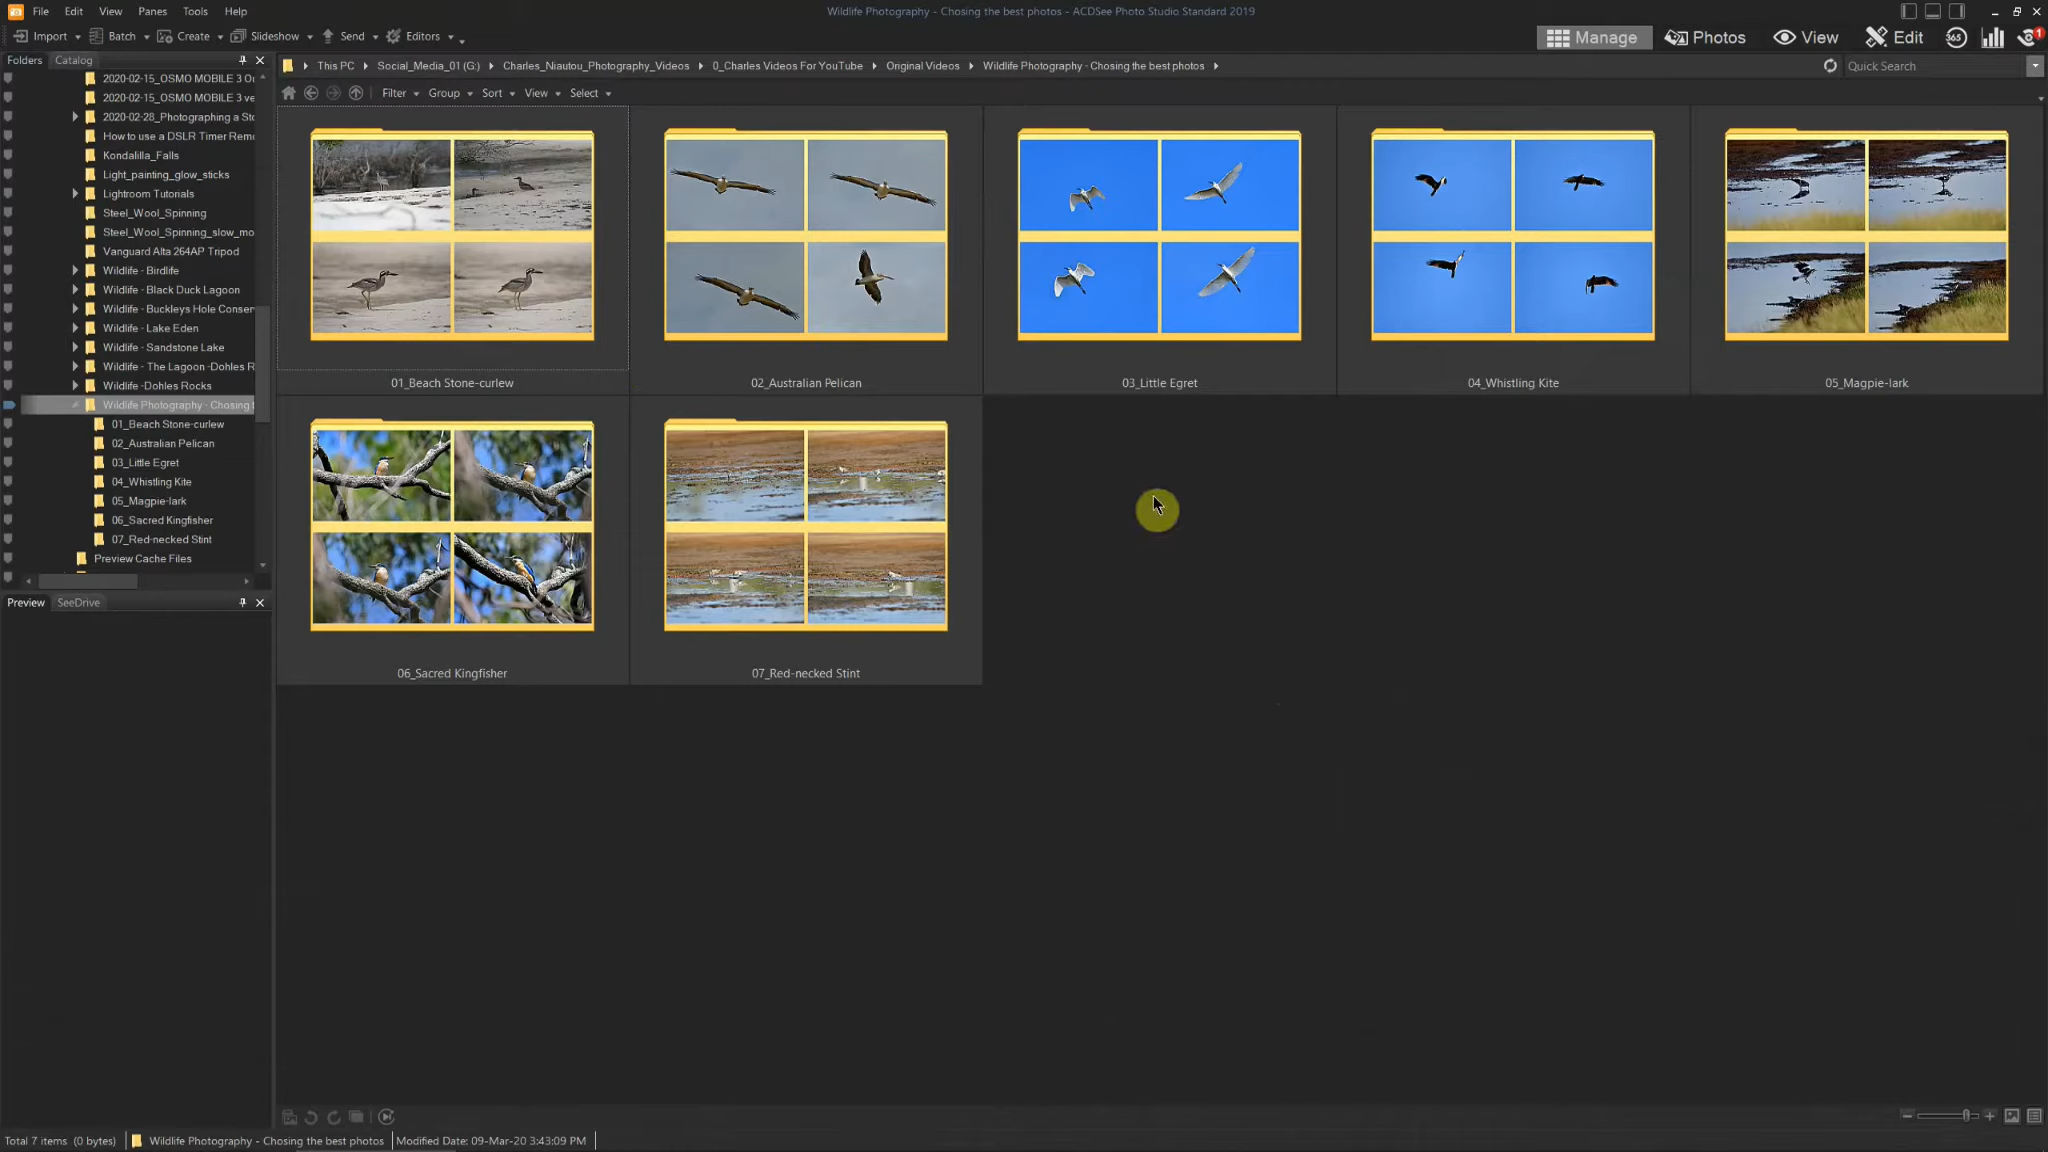 File Edit View Panes Tools Help
Wildlife Photography - Chosing the best photos - ACDSee Photo Studio Standard 2019
Import Batch Create Slideshow Send Editors
Manage Photos View Edit 365 1
Folders Catalog
This PC Social_Media_01 (G:) Charles_Niautou_Photography_Videos 0_Charles Videos For YouTube Original Videos Wildlife Photography - Chosing the best photos
Quick Search
Filter Group Sort View Select
2020-02-15_OSMO MOBILE 3 O
2020-02-15_OSMO MOBILE 3 ve
2020-02-28_Photographing a Sto
How to use a DSLR Timer Rem
Kondalilla_Falls
Light_painting_glow_sticks
Lightroom Tutorials
Steel_Wool_Spinning
Steel_Wool_Spinning_slow_mo
Vanguard Alta 264AP Tripod
Wildlife - Birdlife
Wildlife - Black Duck Lagoon
Wildlife - Buckleys Hole Conser
Wildlife - Lake Eden
Wildlife - Sandstone Lake
Wildlife - The Lagoon -Dohles R
Wildlife -Dohles Rocks
Wildlife Photography - Chosing
01_Beach Stone-curlew
02_Australian Pelican
03_Little Egret
04_Whistling Kite
05_Magpie-lark
06_Sacred Kingfisher
07_Red-necked Stint
Preview Cache Files
01_Beach Stone-curlew
02_Australian Pelican
03_Little Egret
04_Whistling Kite
05_Magpie-lark
06_Sacred Kingfisher
07_Red-necked Stint
Preview SeeDrive
Total 7 items (0 bytes) Wildlife Photography - Chosing the best photos Modified Date: 09-Mar-20 3:43:09 PM